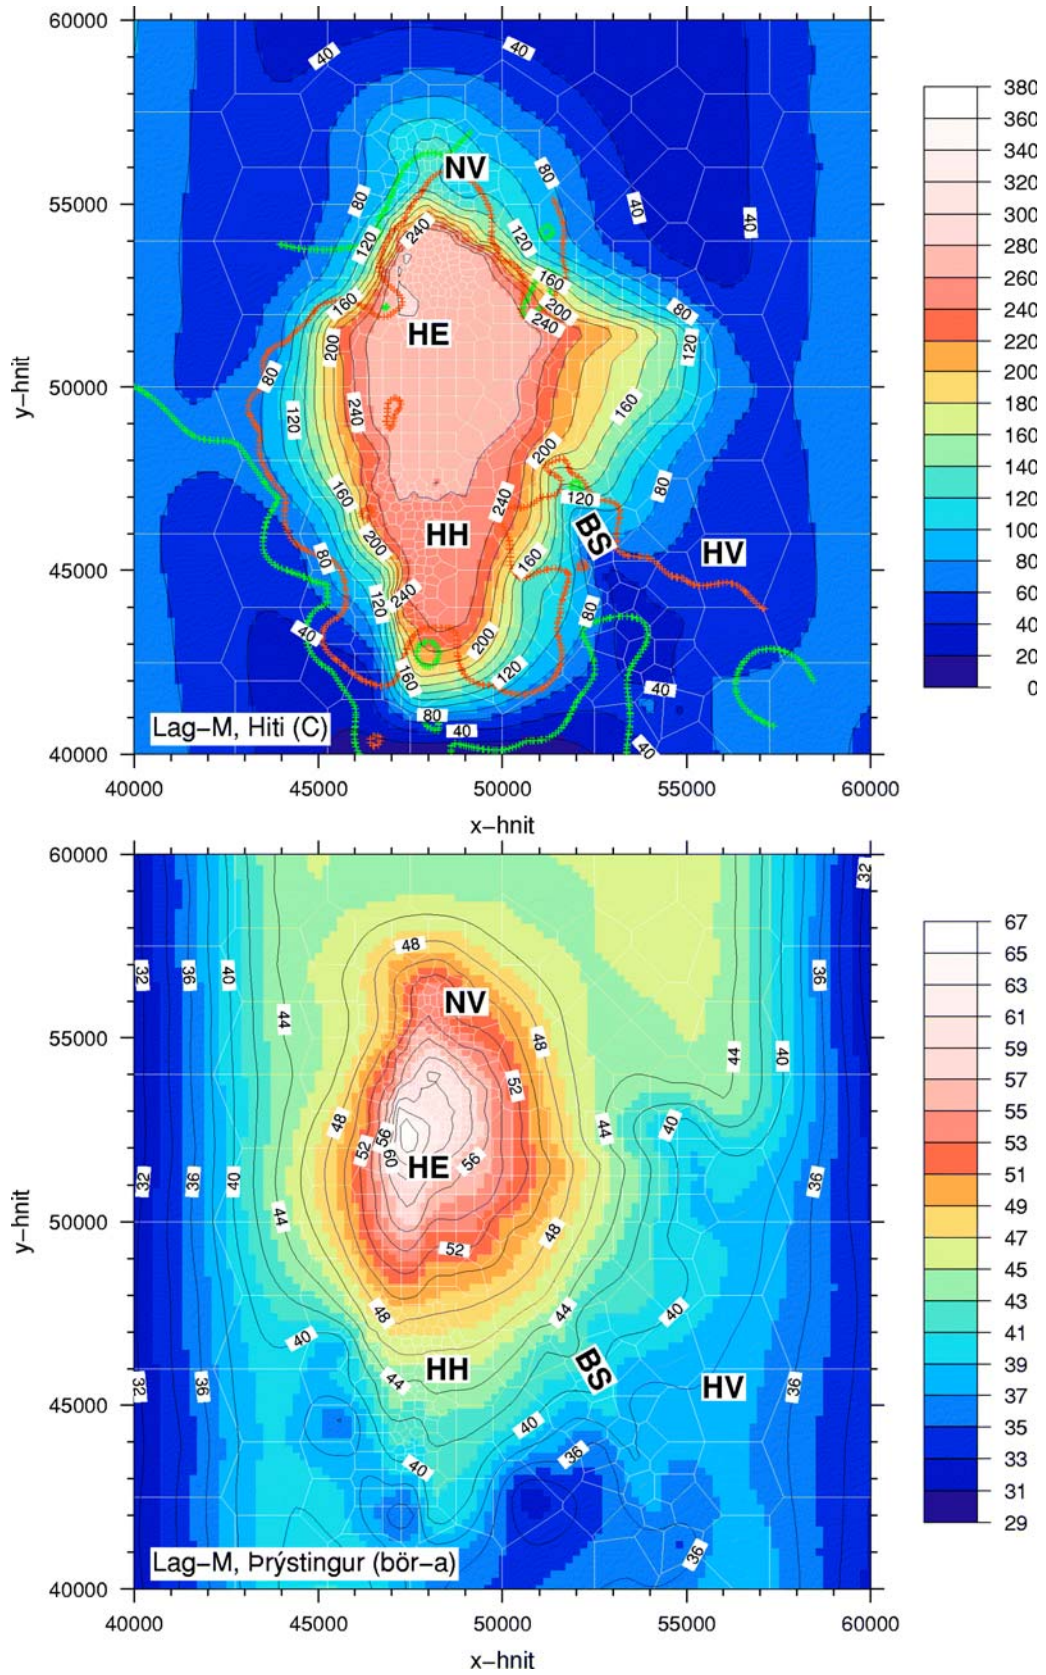 60000
55000
50000
45000
40000
y−hnit
40 40 40 40
80 80 80 80 80 80 80
NV
120 240 120
160 160
200 240
HE
200 120
80 120 240 160
200 120
160 240 80
HH BS HV
200 160
80 120 240
40 200 80
160 120 40
80 40 40
Lag−M, Hiti (C)
40000 45000 50000 55000 60000
x−hnit
380
360
340
320
300
280
260
240
220
200
180
160
140
120
100
80
60
40
20
0
60000
55000
50000
45000
40000
y−hnit
32
48
32 36 40 36
NV
44 48 44 40
52
48 52 56 44 40
60 HE 56
32 36 40 36
44 52 48
48 44 40
40
HH BS HV
32 36 44 36
40 36
40
36
Lag−M, Þrýstingur (bör−a)
40000 45000 50000 55000 60000
x−hnit
67
65
63
61
59
57
55
53
51
49
47
45
43
41
39
37
35
33
31
29